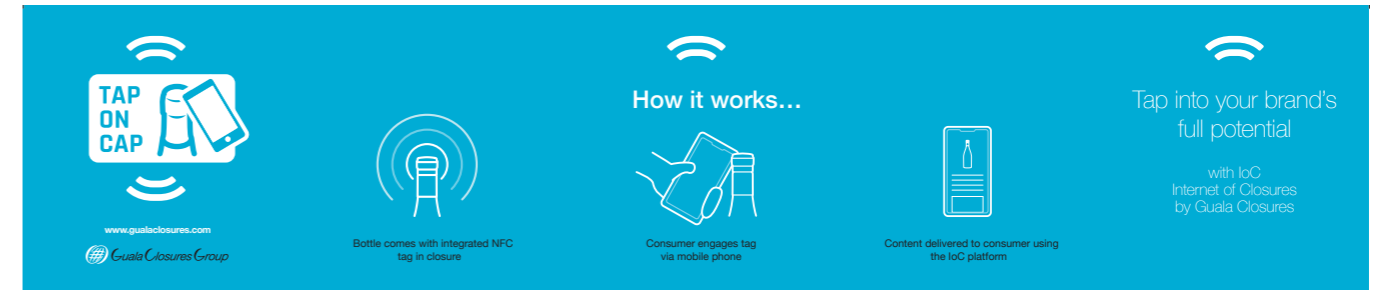 TAP
ON
CAP
www.gualaclosures.com
Guala Closures Group
How it works...
Bottle comes with integrated NFC
tag in closure
Consumer engages tag
via mobile phone
Content delivered to consumer using
the IoC platform
Tap into your brand's
full potential
with IoC
Internet of Closures
by Guala Closures